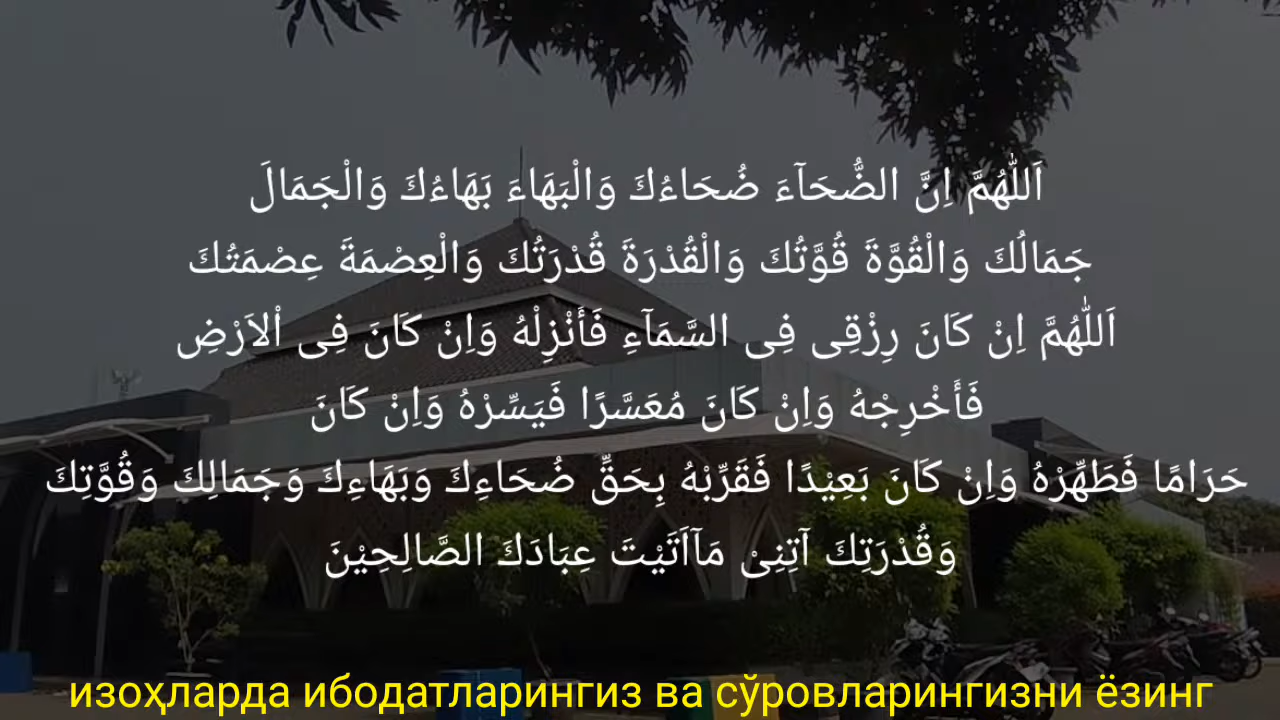 اَللّٰهُمَّ اِنَّ الضُّحَآءَ ضُحَاءُكَ وَالْبَهَاءَ بَهَاءُكَ وَالْجَمَالَ
جَمَالُكَ وَالْقُوَّةَ قُوَّتُكَ وَالْقُدْرَةَ قُدْرَتُكَ وَالْعِصْمَةَ عِصْمَتُكَ
اَللّٰهُمَّ اِنْ كَانَ رِزْقِى فِى السَّمَآءِ فَأَنْزِلْهُ وَاِنْ كَانَ فِى اْلاَرْضِ
فَأَخْرِجْهُ وَاِنْ كَانَ مُعَسَّرًا فَيَسِّرْهُ وَاِنْ كَانَ
حَرَامًا فَطَهِّرْهُ وَاِنْ كَانَ بَعِيْدًا فَقَرِّبْهُ بِحَقِّ ضُحَاءِكَ وَبَهَاءِكَ وَجَمَالِكَ وَقُوَّتِكَ
وَقُدْرَتِكَ آتِنِىْ مَآاَتَيْتَ عِبَادَكَ الصَّالِحِيْنَ
изоҳларда ибодатларингиз ва сўровларингизни ёзинг